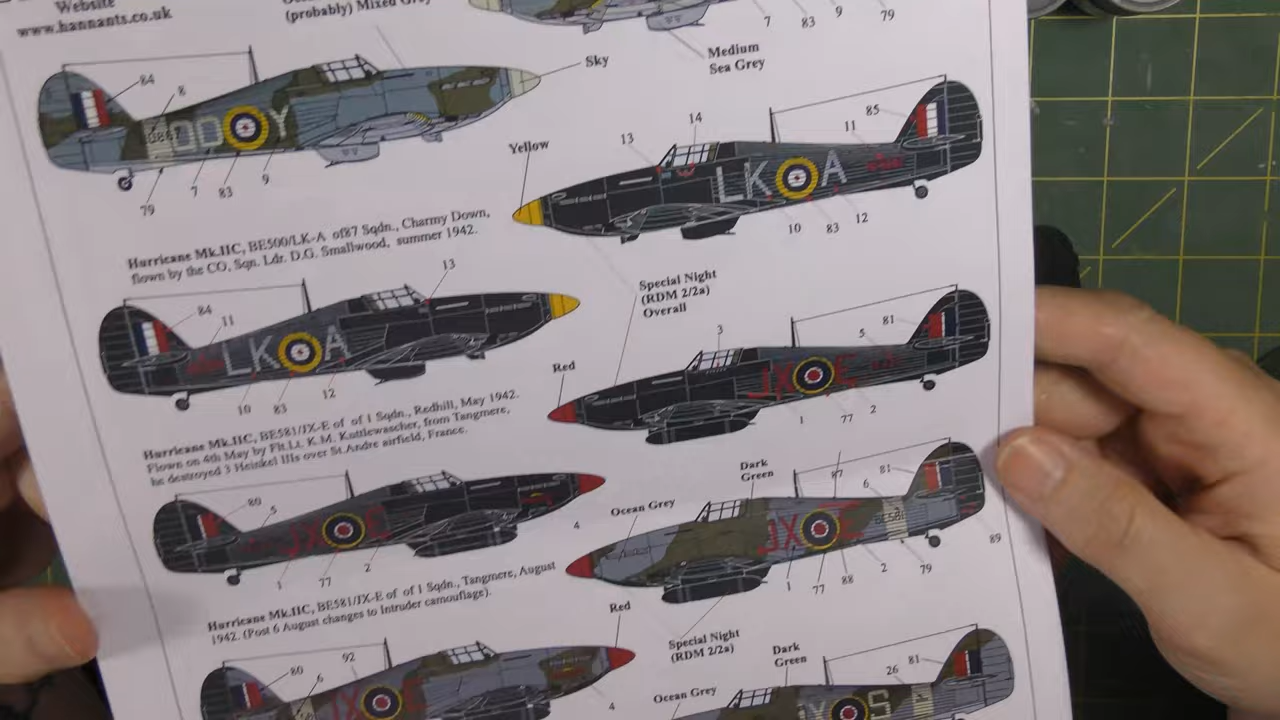 Website
www.hannants.co.uk
(probably) Mixed Grey
7
83
9
79
Medium
Sea Grey
Sky
84
8
DD
Y
7
83
9
79
Yellow
13
14
11
85
LK
A
10
83
12
Hurricane Mk.IIC, BE500/LK-A of87 Sqdn., Charmy Down,
flown by the CO, Sqn. Ldr. D.G. Smallwood, summer 1942.
13
84
11
LK
A
10
83
12
Special Night
(RDM 2/2a)
Overall
3
5
81
Red
JX
E
1
77
2
Hurricane Mk.IIC, BE581/JX-E of of 1 Sqdn., Redhill, May 1942.
Flown on 4th May by Flt.Lt. K.M. Kuttlewascher, from Tangmere,
he destroyed 3 Heinkel IIIs over St.Andre airfield, France.
80
5
JX
E
4
1
77
2
Dark
Green
Ocean Grey
87
6
81
JX
E
89
1
77
88
2
79
Hurricane Mk.IIC, BE581/JX-E of of 1 Sqdn., Tangmere, August
1942. (Post 6 August changes to Intruder camouflage).
Red
Special Night
(RDM 2/2a)
80
6
92
JX
E
4
Dark
Green
Ocean Grey
26
81
S